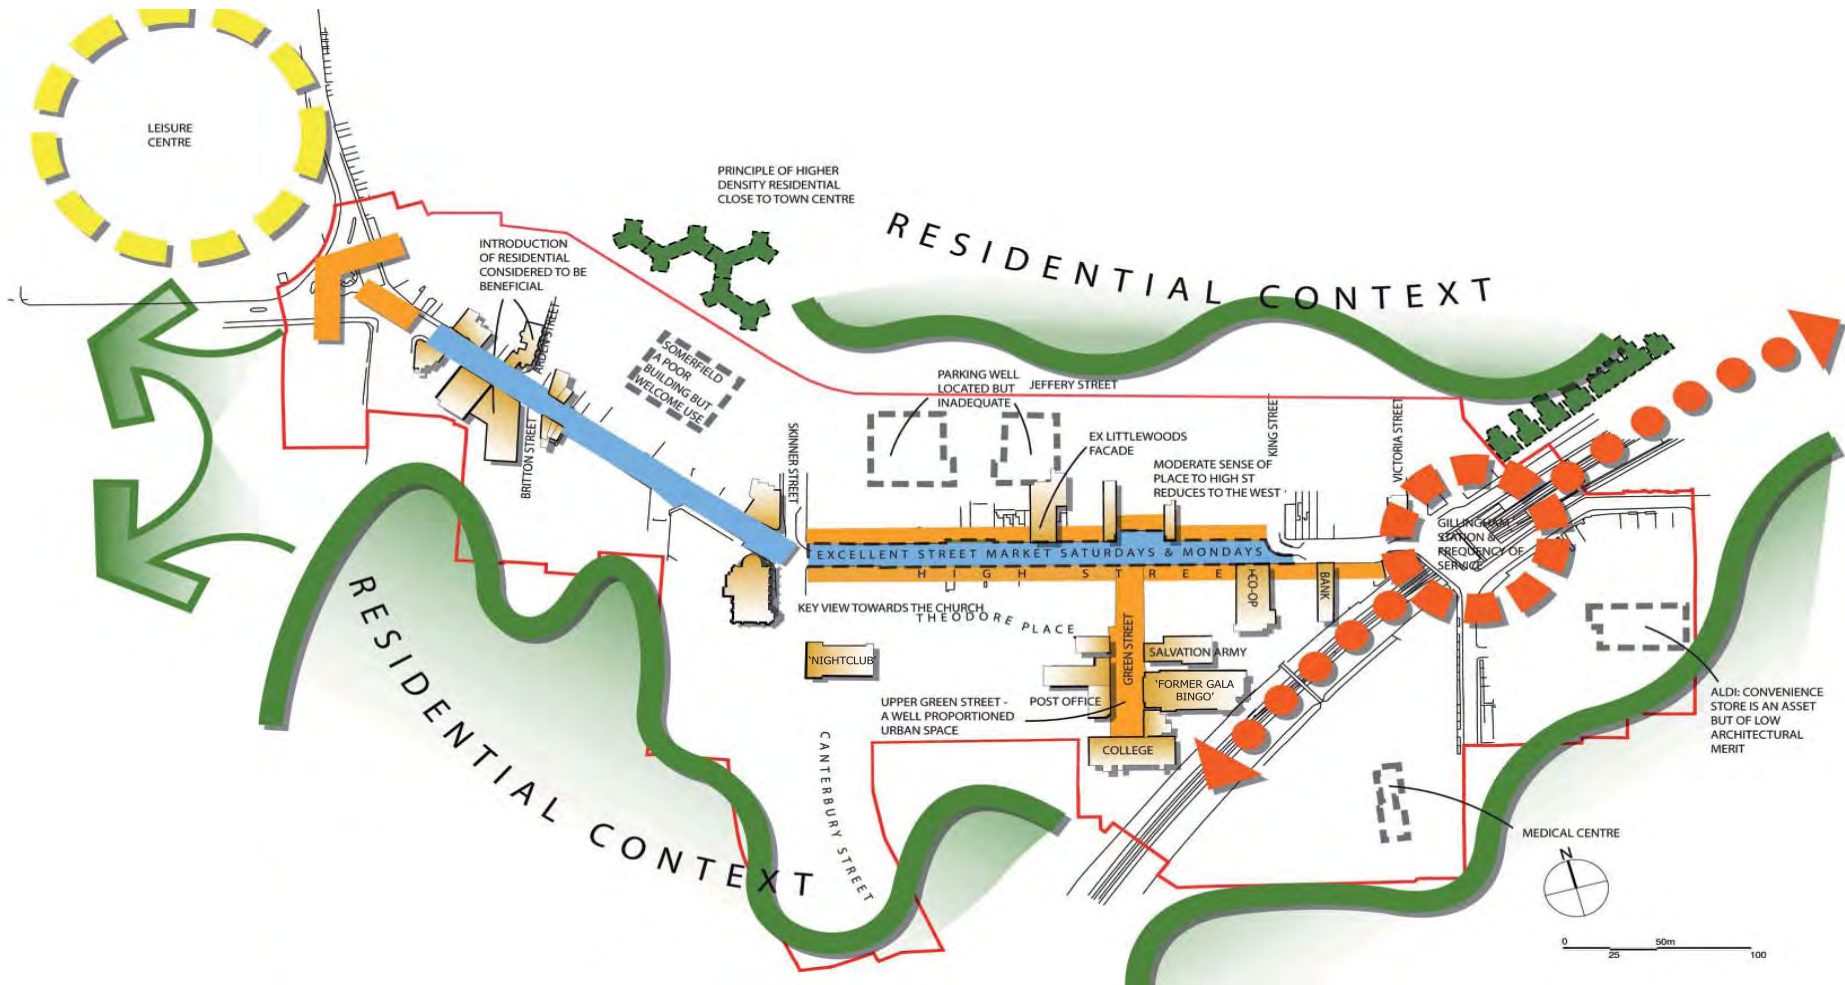 LEISURE
CENTRE
PRINCIPLE OF HIGHER
DENSITY RESIDENTIAL
CLOSE TO TOWN CENTRE
RESIDENTIAL CONTEXT
INTRODUCTION
OF RESIDENTIAL
CONSIDERED TO BE
BENEFICIAL
ARDEN STREET
SOMERFIELD
A POOR
BUILDING BUT
WELCOME USE
BRITTON STREET
SKINNER STREET
PARKING WELL
LOCATED BUT
INADEQUATE
JEFFERY STREET
EX LITTLEWOODS
FACADE
MODERATE SENSE OF
PLACE TO HIGH ST
REDUCES TO THE WEST
KING STREET
VICTORIA STREET
GILLINGHAM
STATION &
FREQUENCY OF
SERVICE
EXCELLENT STREET MARKET SATURDAYS & MONDAYS
HIGH STREE
CO-OP
BANK
KEY VIEW TOWARDS THE CHURCH
THEODORE PLACE
GREEN STREET
'NIGHTCLUB'
SALVATION ARMY
'FORMER GALA
BINGO'
POST OFFICE
UPPER GREEN STREET -
A WELL PROPORTIONED
URBAN SPACE
COLLEGE
CANTERBURY STREET
RESIDENTIAL CONTEXT
ALDI: CONVENIENCE
STORE IS AN ASSET
BUT OF LOW
ARCHITECTURAL
MERIT
MEDICAL CENTRE
N
0 50m
25 100